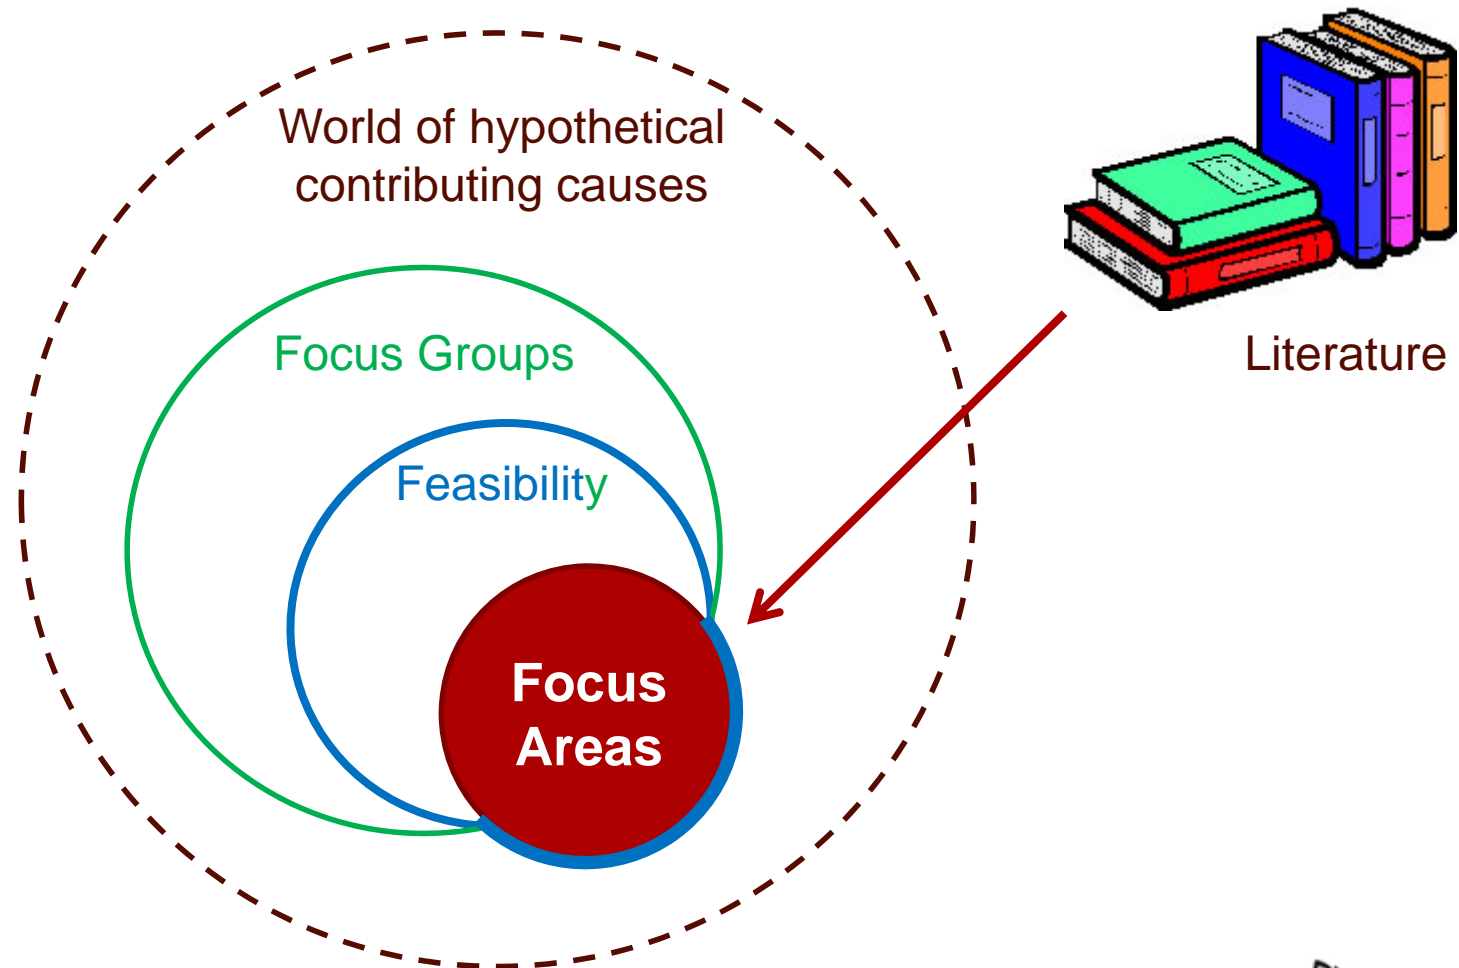 World of hypothetical
contributing causes
Focus Groups
Literature
Feasibility
Focus
Areas